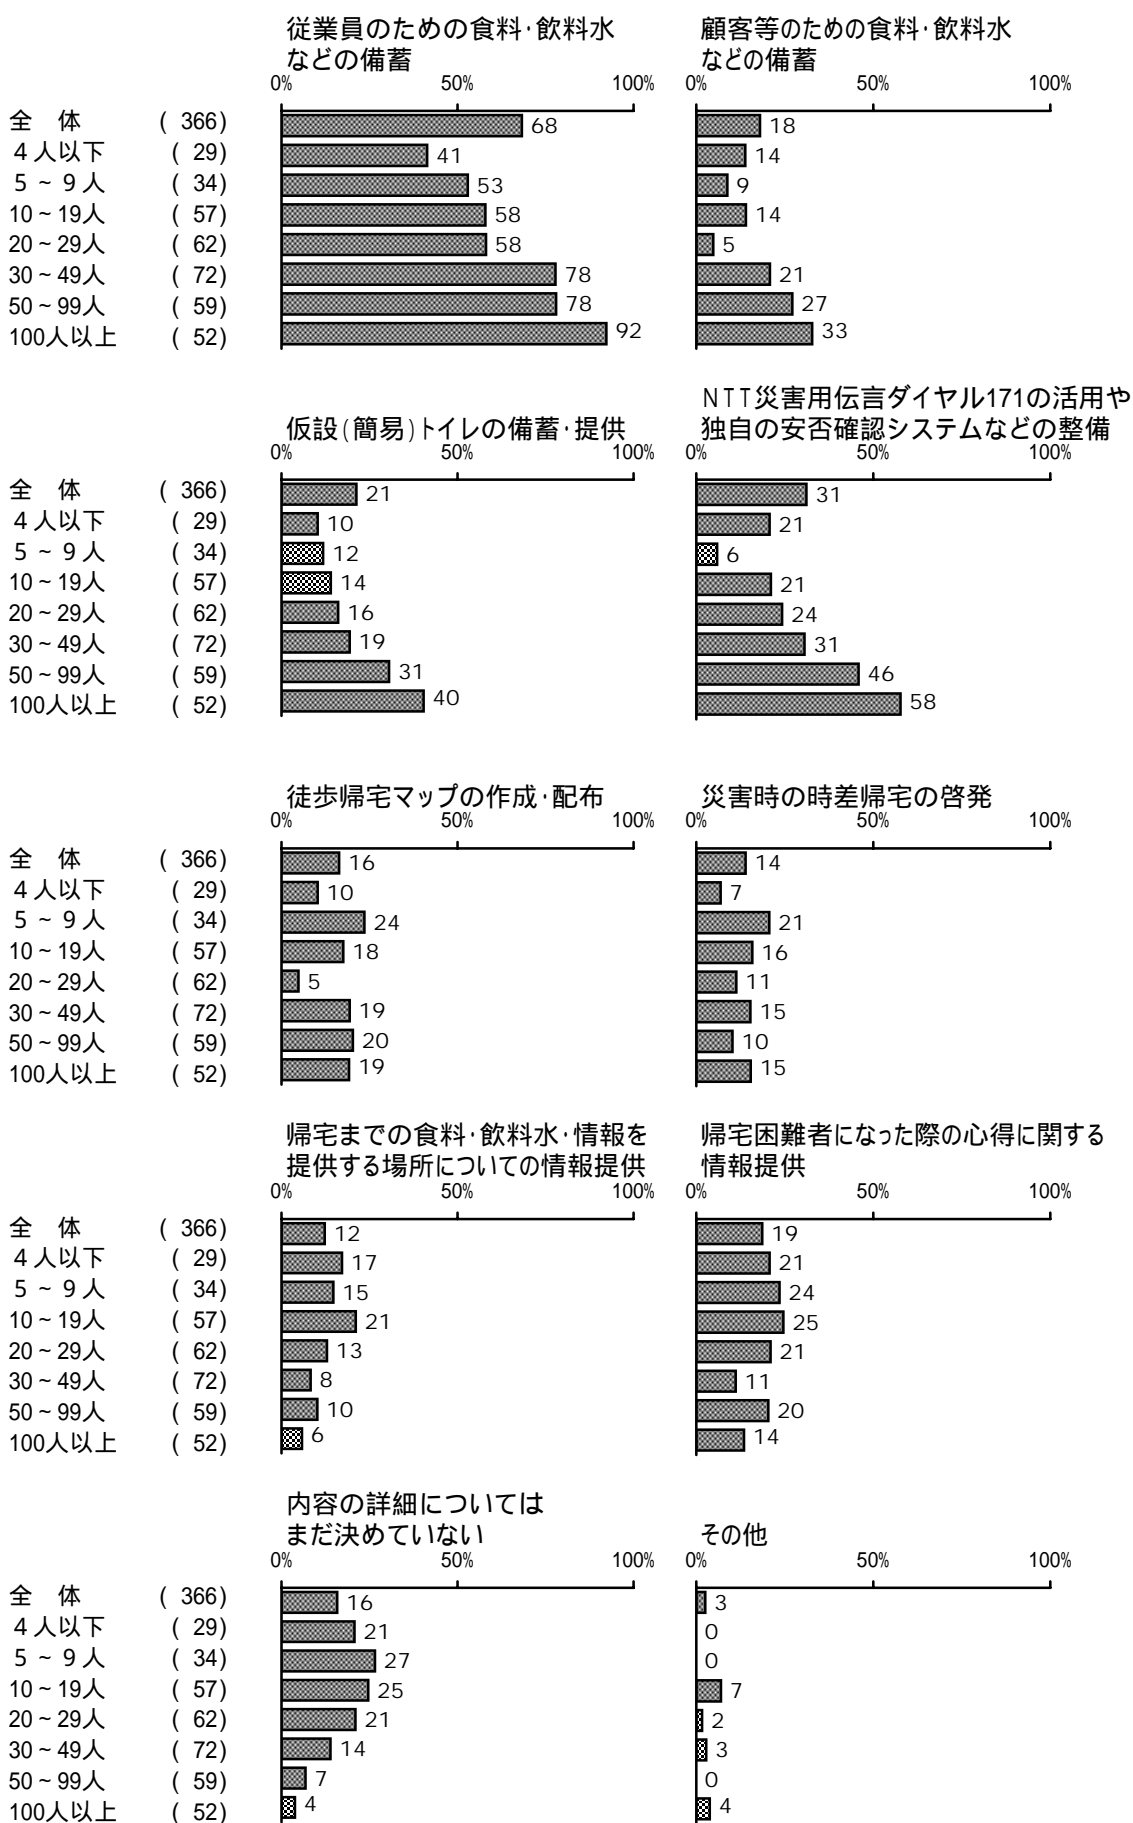 従業員のための食料･飲料水
などの備蓄
顧客等のための食料･飲料水
などの備蓄
0% 50% 100% 0% 50% 100%
全 体 ( 366) 68 18
4人以下 ( 29) 41 14
5 ~ 9人 ( 34) 53 9
10~19人 ( 57) 58 14
20~29人 ( 62) 58 5
30~49人 ( 72) 78 21
50~99人 ( 59) 78 27
100人以上 ( 52) 92 33
仮設(簡易)トイレの備蓄･提供
NTT災害用伝言ダイヤル171の活用や
独自の安否確認システムなどの整備
0% 50% 100% 0% 50% 100%
全 体 ( 366) 21 31
4人以下 ( 29) 10 21
5 ~ 9人 ( 34) 12 6
10~19人 ( 57) 14 21
20~29人 ( 62) 16 24
30~49人 ( 72) 19 31
50~99人 ( 59) 31 46
100人以上 ( 52) 40 58
徒歩帰宅マップの作成･配布
災害時の時差帰宅の啓発
0% 50% 100% 0% 50% 100%
全 体 ( 366) 16 14
4人以下 ( 29) 10 7
5 ~ 9人 ( 34) 24 21
10~19人 ( 57) 18 16
20~29人 ( 62) 5 11
30~49人 ( 72) 19 15
50~99人 ( 59) 20 10
100人以上 ( 52) 19 15
帰宅までの食料･飲料水･情報を
提供する場所についての情報提供
帰宅困難者になった際の心得に関する
情報提供
0% 50% 100% 0% 50% 100%
全 体 ( 366) 12 19
4人以下 ( 29) 17 21
5 ~ 9人 ( 34) 15 24
10~19人 ( 57) 21 25
20~29人 ( 62) 13 21
30~49人 ( 72) 8 11
50~99人 ( 59) 10 20
100人以上 ( 52) 6 14
内容の詳細については
まだ決めていない
その他
0% 50% 100% 0% 50% 100%
全 体 ( 366) 16 3
4人以下 ( 29) 21 0
5 ~ 9人 ( 34) 27 0
10~19人 ( 57) 25 7
20~29人 ( 62) 21 2
30~49人 ( 72) 14 3
50~99人 ( 59) 7 0
100人以上 ( 52) 4 4